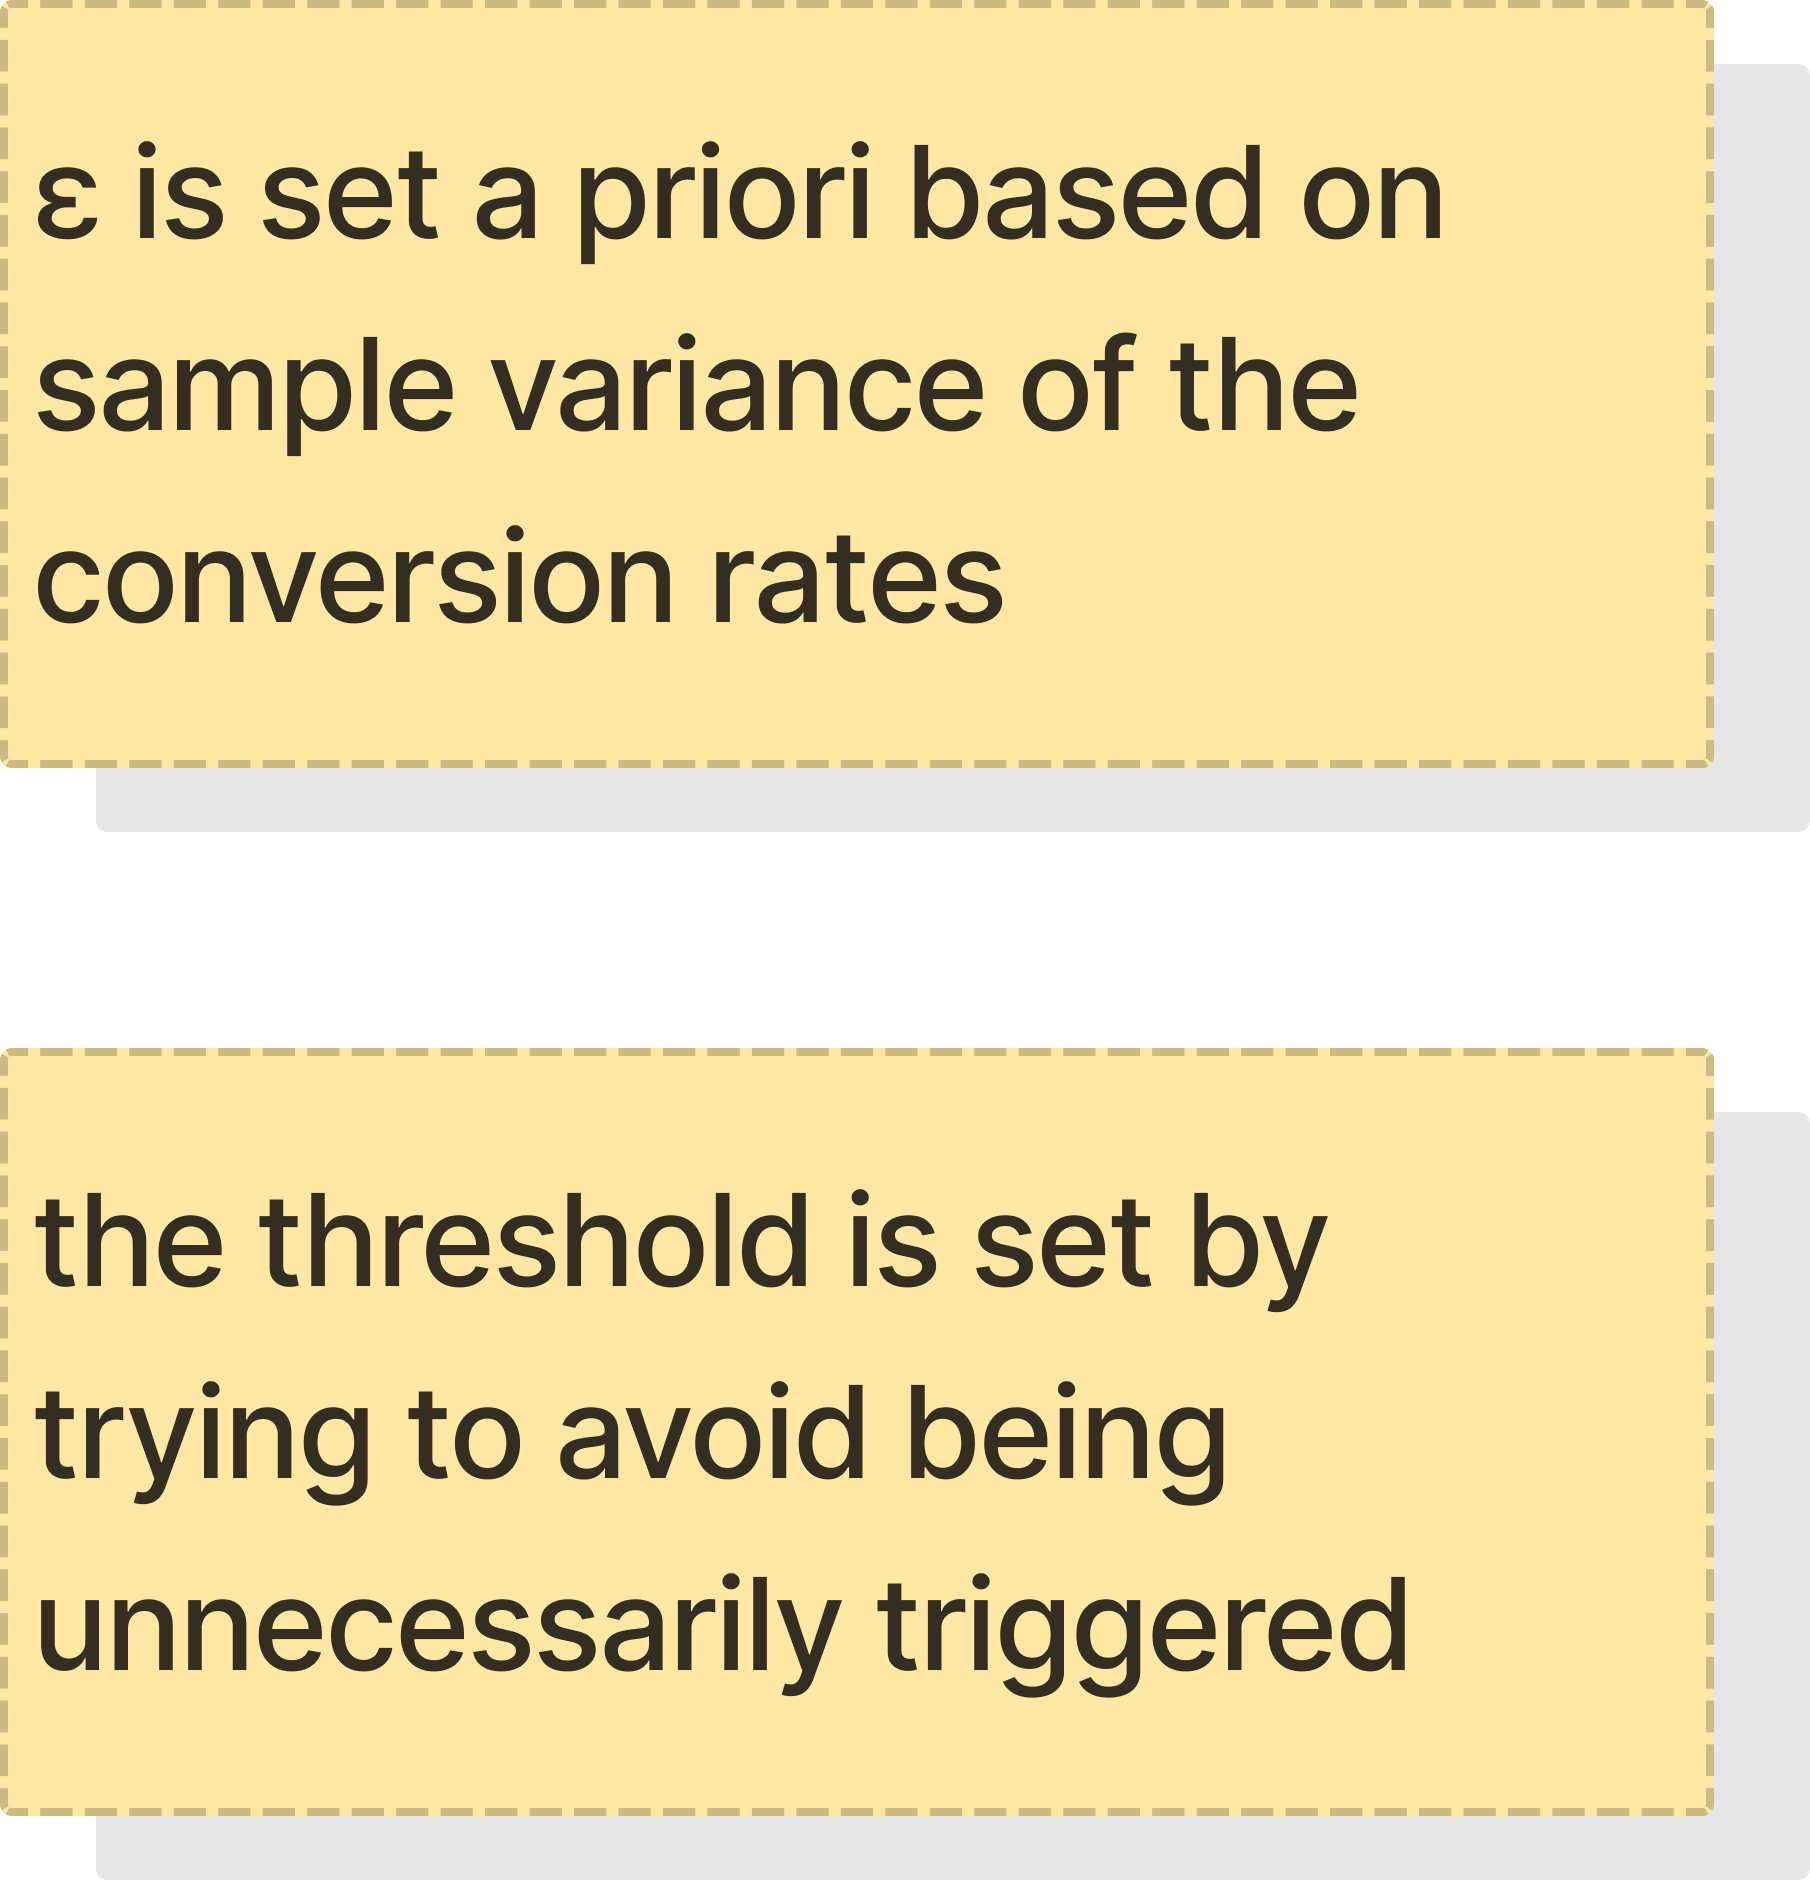 ε is set a priori based on
sample variance of the
conversion rates
the threshold is set by
trying to avoid being
unnecessarily triggered